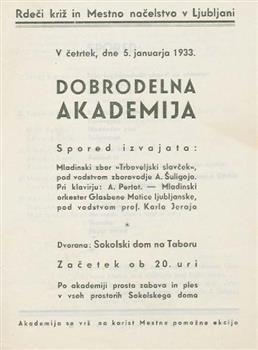 Rdeči križ in Mestno načelstvo v Ljubljani
V četrtek, dne 5. januarja 1933.
DOBRODELNA
AKADEMIJA
Spored izvajata:
Mladinski zbor »Trboveljski slavček«,
pod vodstvom zborovodje A. Šuligoja.
Pri klavirju: A. Pertot. — Mladinski
orkester Glasbene Matice ljubljanske,
pod vodstvom prof. Karla Jeraja
*
Dvorana: Sokolski dom na Taboru
Začetek ob 20. uri
Po akademiji prosta zabava in ples
v vseh prostorih Sokolskega doma
Akademija se vrš na korist Mestne pomožne akcije